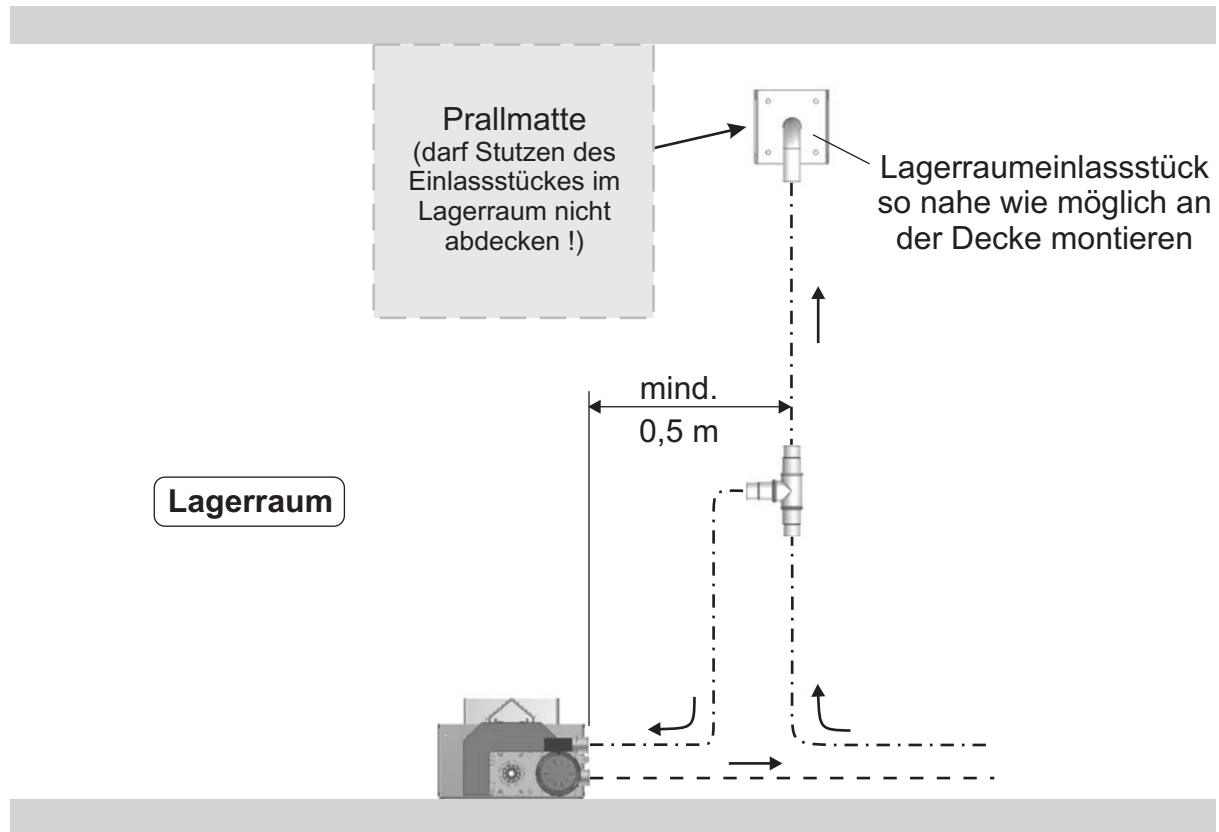 Prallmatte
(darf Stutzen des
Einlassstückes im
Lagerraum nicht
abdecken !)
Lagerraumeinlassstück
so nahe wie möglich an
der Decke montieren
mind.
0,5 m
Lagerraum